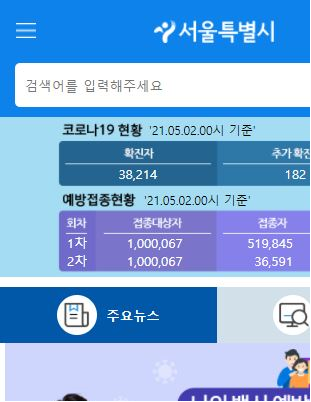 서울특별시
검색어를 입력해주세요
코로나19 현황 '21.05.02.00시 기준'
확진자 추가 확진
38,214 182
예방접종현황 '21.05.02.00시 기준'
회차 접종대상자 접종자
1차 1,000,067 519,845
2차 1,000,067 36,591
주요뉴스